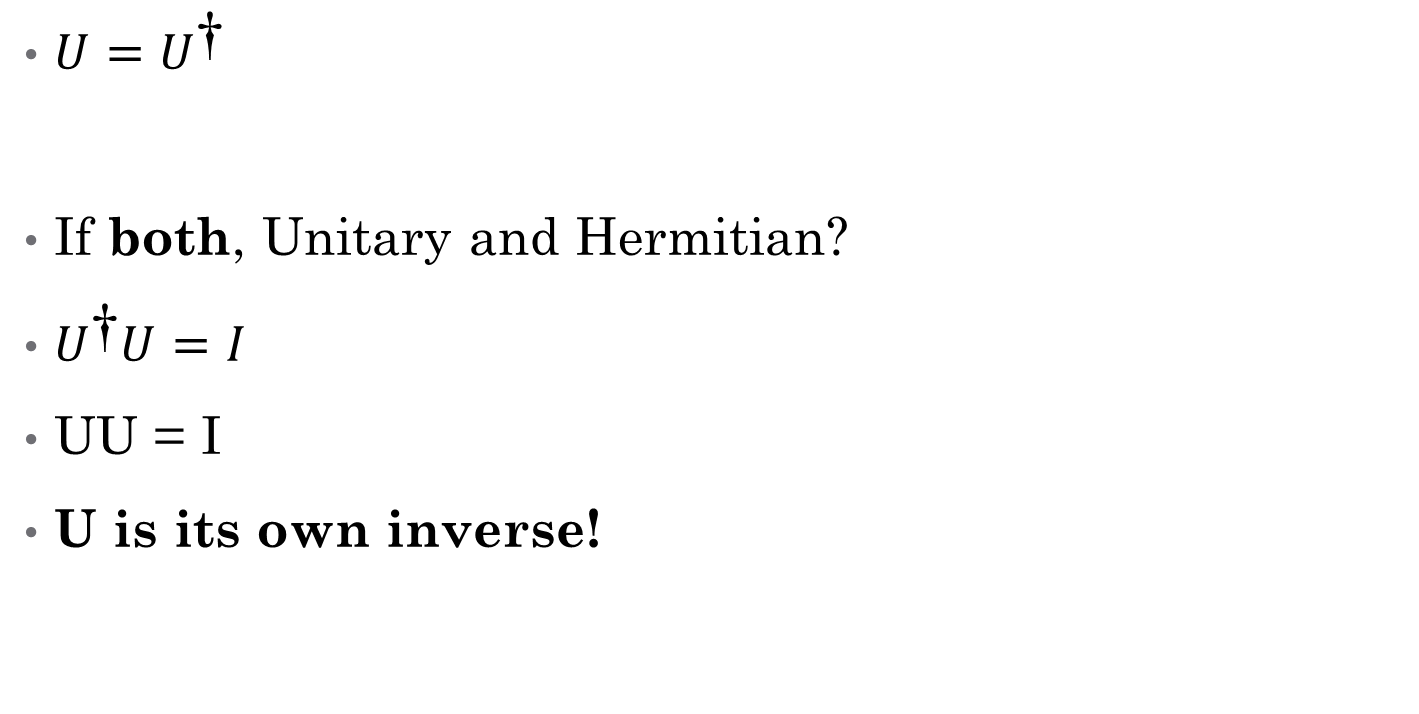 • U = U†
• If both, Unitary and Hermitian?
• U†U = I
• UU = I
• U is its own inverse!